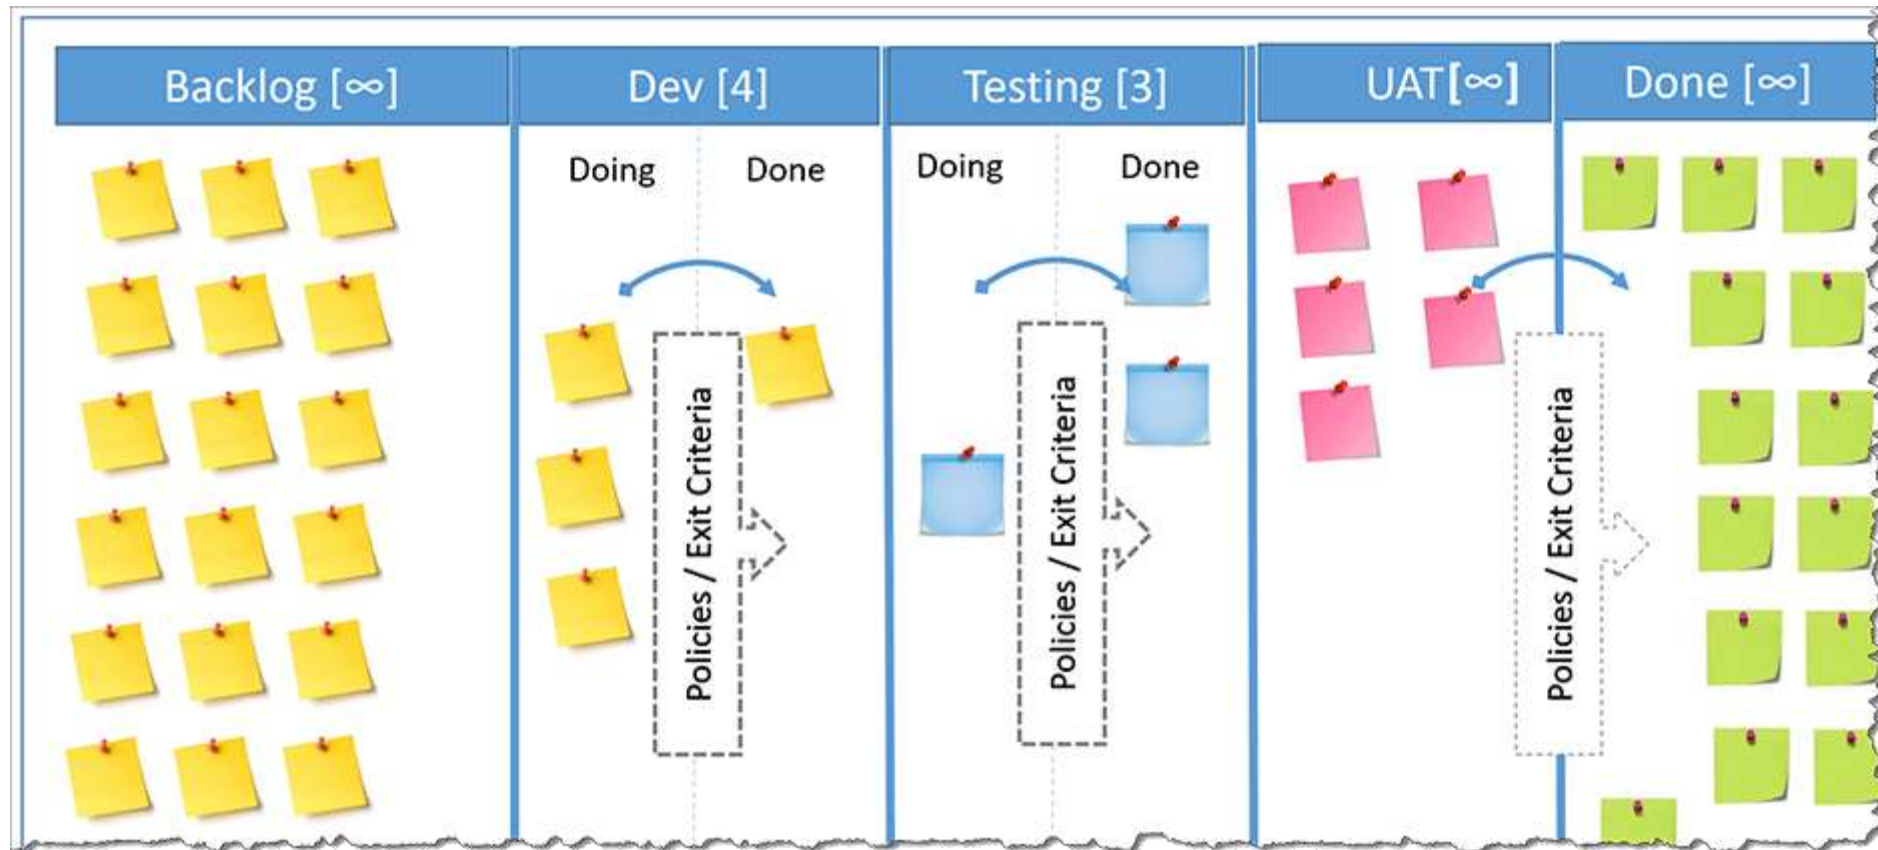 Backlog [∞]
Dev [4]
Testing [3]
UAT[∞]
Done [∞]
Doing
Done
Doing
Done
Policies / Exit Criteria
Policies / Exit Criteria
Policies / Exit Criteria